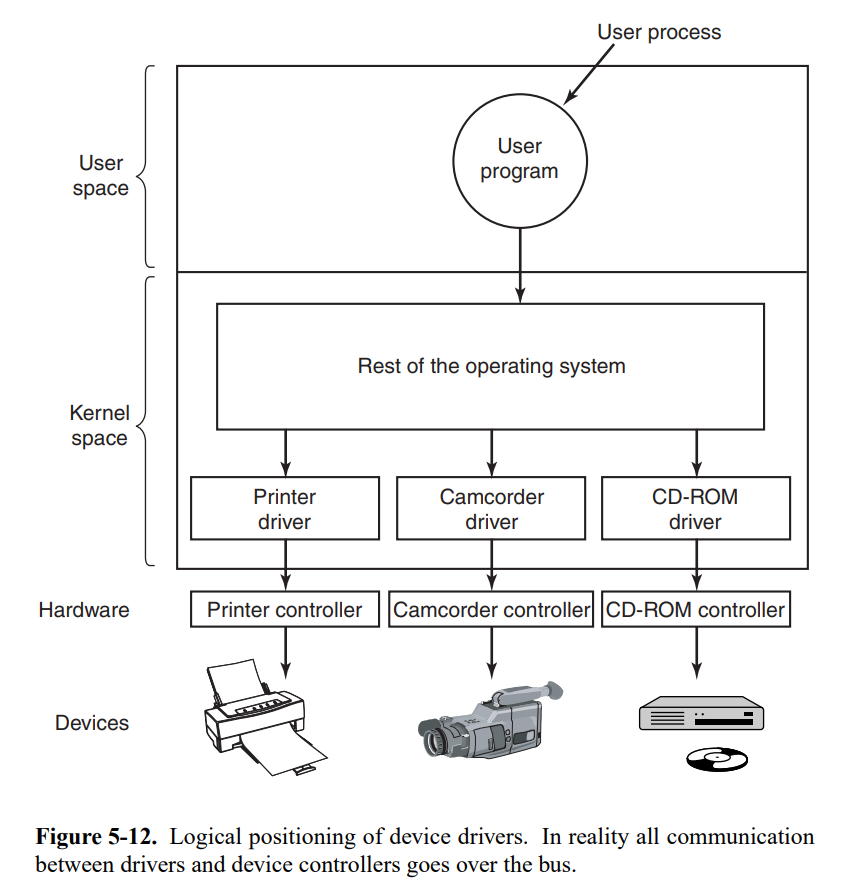 User process
User
program
User
space
Rest of the operating system
Kernel
space
Printer
driver
Camcorder
driver
CD-ROM
driver
Hardware
Printer controller
Camcorder controller
CD-ROM controller
Devices
Figure 5-12. Logical positioning of device drivers. In reality all communication
between drivers and device controllers goes over the bus.